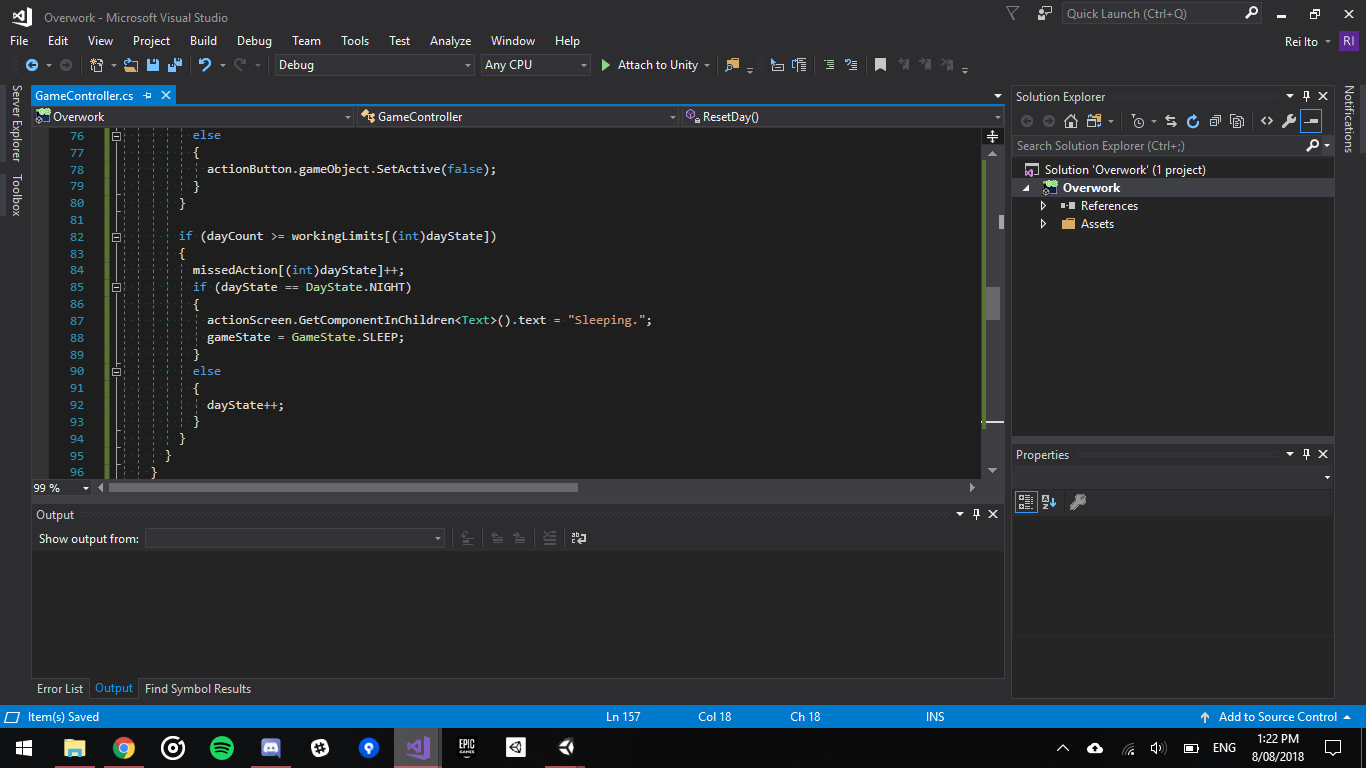 Overwork - Microsoft Visual Studio
Quick Launch (Ctrl+Q)
File Edit View Project Build Debug Team Tools Test Analyze Window Help
Rei Ito RI
Debug Any CPU Attach to Unity
Server Explorer
Toolbox
GameController.cs
Overwork GameController ResetDay()
76 else
77 {
78 actionButton.gameObject.SetActive(false);
79 }
80 }
81
82 if (dayCount >= workingLimits[(int)dayState])
83 {
84 missedAction[(int)dayState]++;
85 if (dayState == DayState.NIGHT)
86 {
87 actionScreen.GetComponentInChildren<Text>().text = "Sleeping.";
88 gameState = GameState.SLEEP;
89 }
90 else
91 {
92 dayState++;
93 }
94 }
95 }
96 }
99 %
Output
Show output from:
Error List Output Find Symbol Results
Solution Explorer
Search Solution Explorer (Ctrl+;)
Solution 'Overwork' (1 project)
Overwork
References
Assets
Properties
Notifications
Item(s) Saved Ln 157 Col 18 Ch 18 INS Add to Source Control
EPIC GAMES
ENG
1:22 PM
8/08/2018